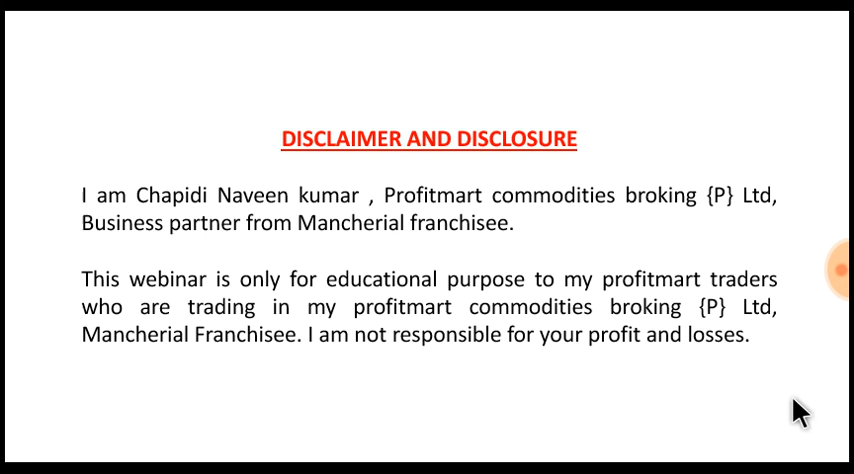 DISCLAIMER AND DISCLOSURE
I am Chapidi Naveen kumar , Profitmart commodities broking {P} Ltd,
Business partner from Mancherial franchisee.
This webinar is only for educational purpose to my profitmart traders
who are trading in my profitmart commodities broking {P} Ltd,
Mancherial Franchisee. I am not responsible for your profit and losses.